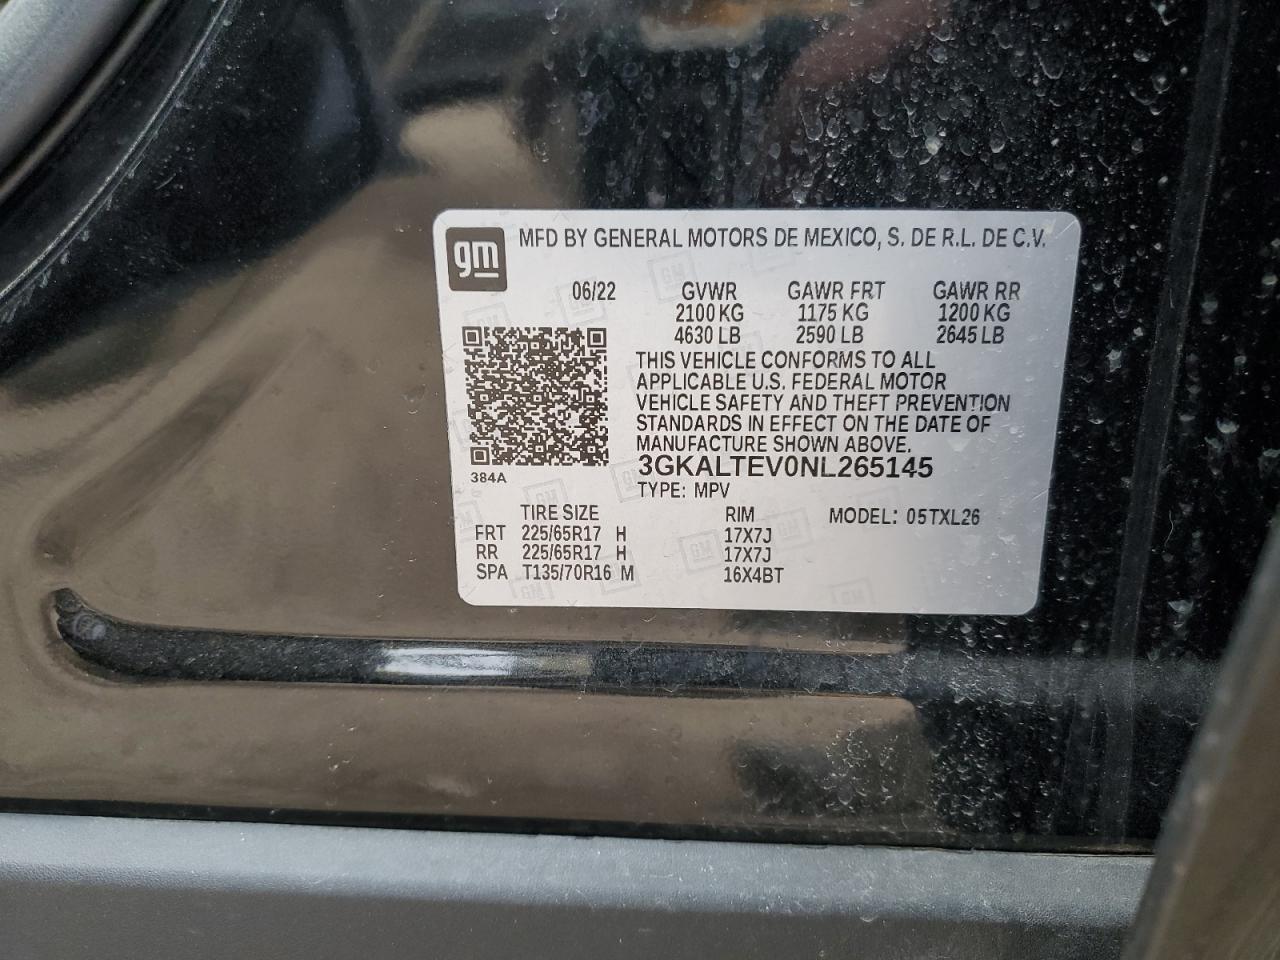 gm MFD BY GENERAL MOTORS DE MEXICO, S. DE R.L. DE C.V.
06/22 GVWR GAWR FRT GAWR RR
2100 KG 1175 KG 1200 KG
4630 LB 2590 LB 2645 LB
THIS VEHICLE CONFORMS TO ALL
APPLICABLE U.S. FEDERAL MOTOR
VEHICLE SAFETY AND THEFT PREVENTION
STANDARDS IN EFFECT ON THE DATE OF
MANUFACTURE SHOWN ABOVE.
3GKALTEV0NL265145
384A
TYPE: MPV
TIRE SIZE RIM MODEL: 05TXL26
FRT 225/65R17 H 17X7J
RR 225/65R17 H 17X7J
SPA T135/70R16 M 16X4BT